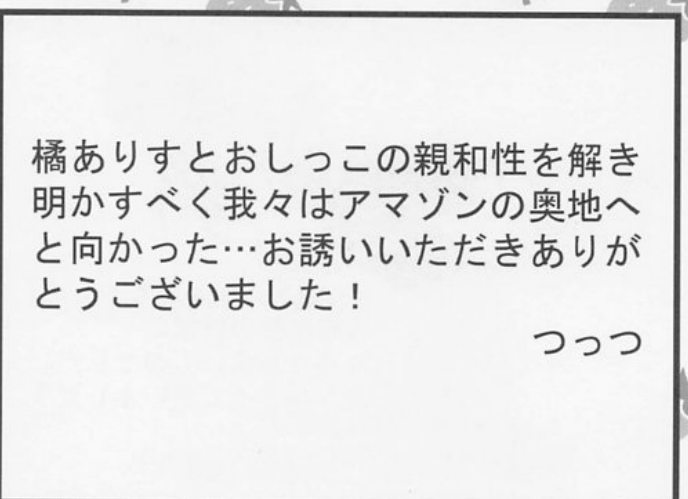 橘ありすとおしっこの親和性を解き
明かすべく我々はアマゾンの奥地へ
と向かった…お誘いいただきありが
とうございました！
つっつ